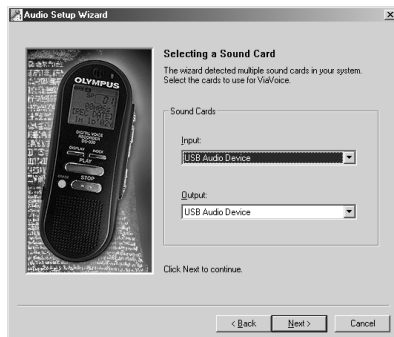 Audio Setup Wizard
Selecting a Sound Card
The wizard detected multiple sound cards in your system.
Select the cards to use for ViaVoice.
OLYMPUS
DIGITAL VOICE
RECORDER
DISPLAY INDEX
PLAY
STOP
Sound Cards
Input:
USB Audio Device
Output:
USB Audio Device
Click Next to continue.
< Back
Next >
Cancel